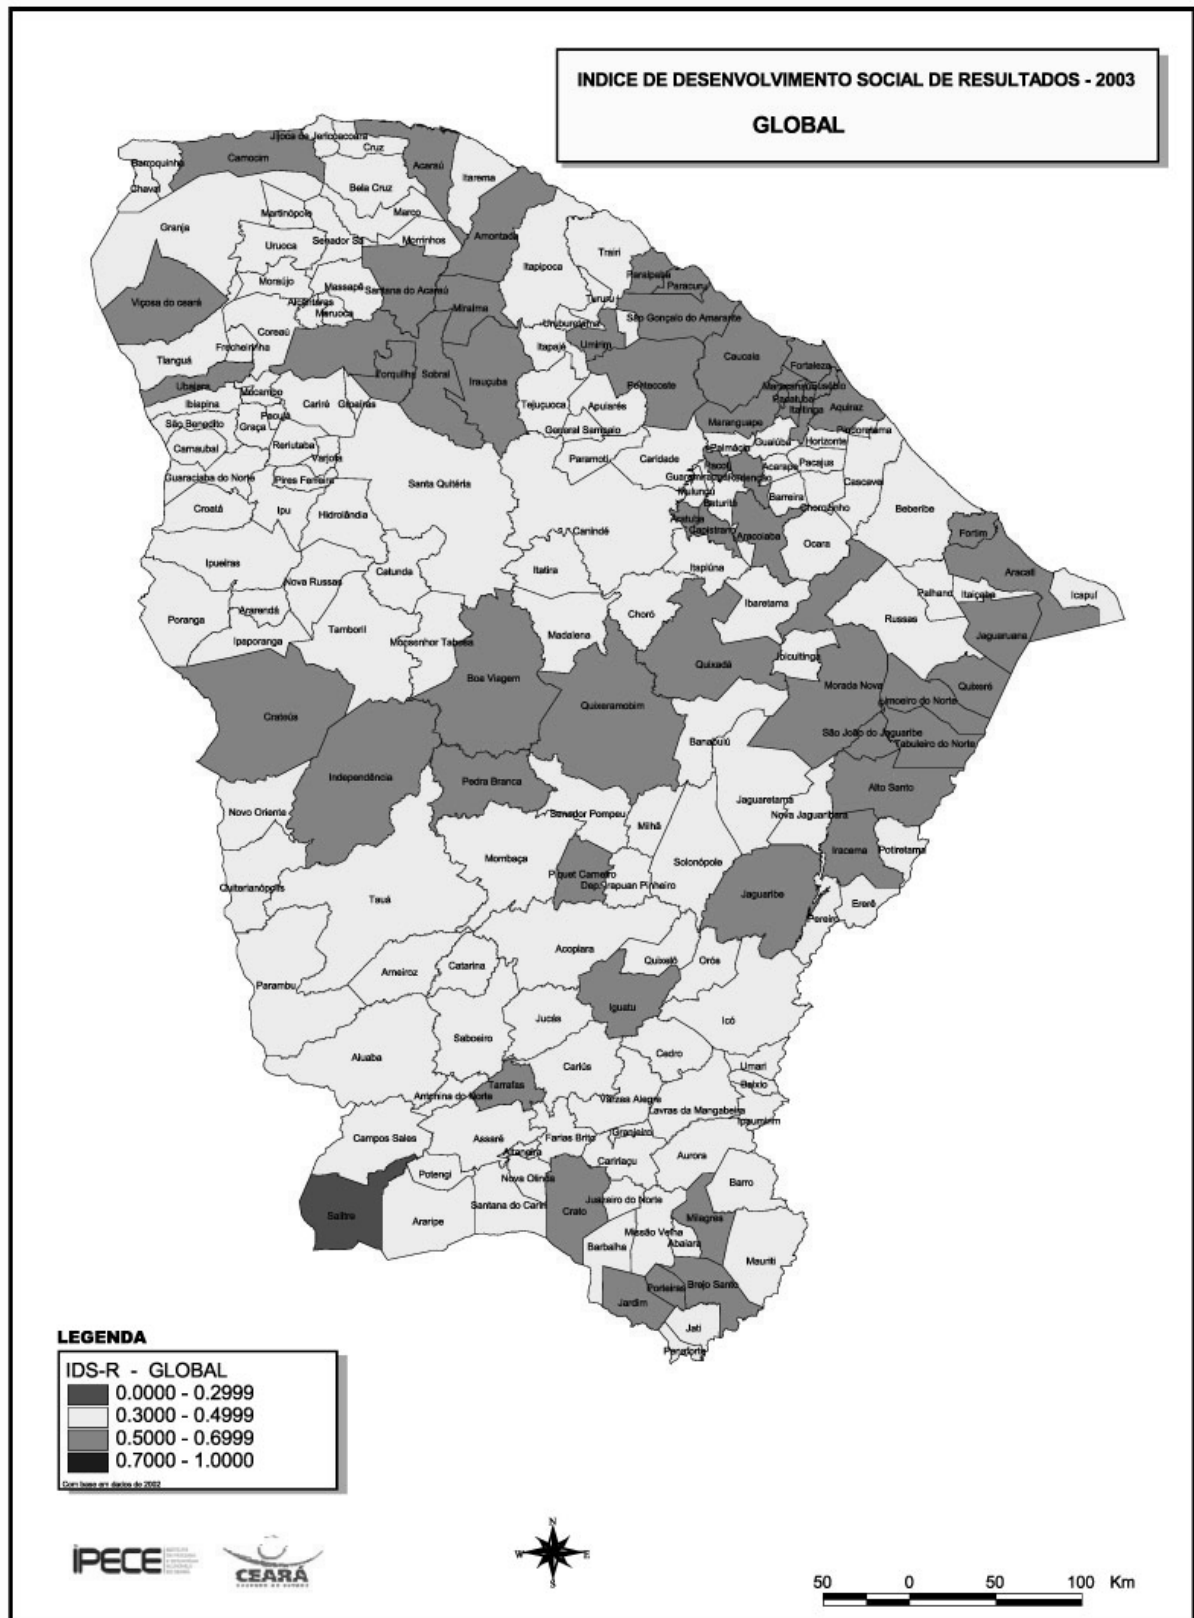 INDICE DE DESENVOLVIMENTO SOCIAL DE RESULTADOS - 2003
GLOBAL
Jijoca de Jericoacoara
Cruz
Barroquinho
Camocim
Acaraú
Chaval
Itarema
Bela Cruz
Martinópole
Marco
Granja
Senador Sá
Morrinhos
Amontada
Uruoca
Trairi
Itapipoca
Moraújo
Massapê
Santana do Acaraú
Paraipaba
Paracuru
Viçosa do ceará
Alcântaras
Meruoca
Miraíma
Tururu
São Gonçalo do Amarante
Coreaú
Uruburetama
Frecheirinha
Itapajé
Umirim
Tianguá
Caucaia
Fortaleza
Forquilha
Sobral
Irauçuba
Ubajara
Pentecoste
Ibiapina
Mucambo
Cariré
Groaíras
Tejuçuoca
Apuiarés
Pacatuba
Itaitinga
Aquiraz
São Benedito
Graça
Pacujá
General Sampaio
Maranguape
Carnaubal
Reriutaba
Palmácia
Guaiúba
Horizonte
Varjota
Paramoti
Caridade
Acarape
Pacajus
Guaraciaba do Norte
Pires Ferreira
Santa Quitéria
Redenção
Cascavel
Mulungu
Barreira
Croatá
Ipu
Hidrolândia
Baturité
Chorozinho
Beberibe
Canindé
Aratuba
Capistrano
Aracoiaba
Ocara
Fortim
Ipueiras
Catunda
Itatira
Itapiúna
Aracati
Nova Russas
Palhano
Itaiçaba
Icapuí
Ararendá
Choró
Ibaretama
Poranga
Russas
Ipaporanga
Tamboril
Monsenhor Tabosa
Madalena
Jaguaruana
Ibicuitinga
Quixadá
Boa Viagem
Morada Nova
Quixeré
Crateús
Quixeramobim
Limoeiro do Norte
São João do Jaguaribe
Banabuiú
Tabuleiro do Norte
Independência
Pedra Branca
Alto Santo
Jaguaretama
Novo Oriente
Senador Pompeu
Nova Jaguaribara
Milhã
Iracema
Potiretama
Mombaça
Solonópole
Piquet Carneiro
Dep. Irapuan Pinheiro
Quiterianópolis
Tauá
Jaguaribe
Ererê
Pereiro
Acopiara
Quixelô
Orós
Catarina
Arneiroz
Parambu
Iguatu
Jucás
Icó
Saboeiro
Cedro
Aiuaba
Umari
Cariús
Baixio
Tarrafas
Antonina do Norte
Várzea Alegre
Lavras da Mangabeira
Ipaumirim
Campos Sales
Assaré
Farias Brito
Granjeiro
Altaneira
Caririaçu
Aurora
Potengi
Nova Olinda
Barro
Juazeiro do Norte
Santana do Cariri
Crato
Salitre
Araripe
Milagres
Missão Velha
Abaiara
Barbalha
Mauriti
Porteiras
Brejo Santo
Jardim
Jati
Penaforte
LEGENDA
IDS-R - GLOBAL
0.0000 - 0.2999
0.3000 - 0.4999
0.5000 - 0.6999
0.7000 - 1.0000
Com base em dados de 2002
IPECE
CEARÁ
N
W
E
S
50 0 50 100 Km